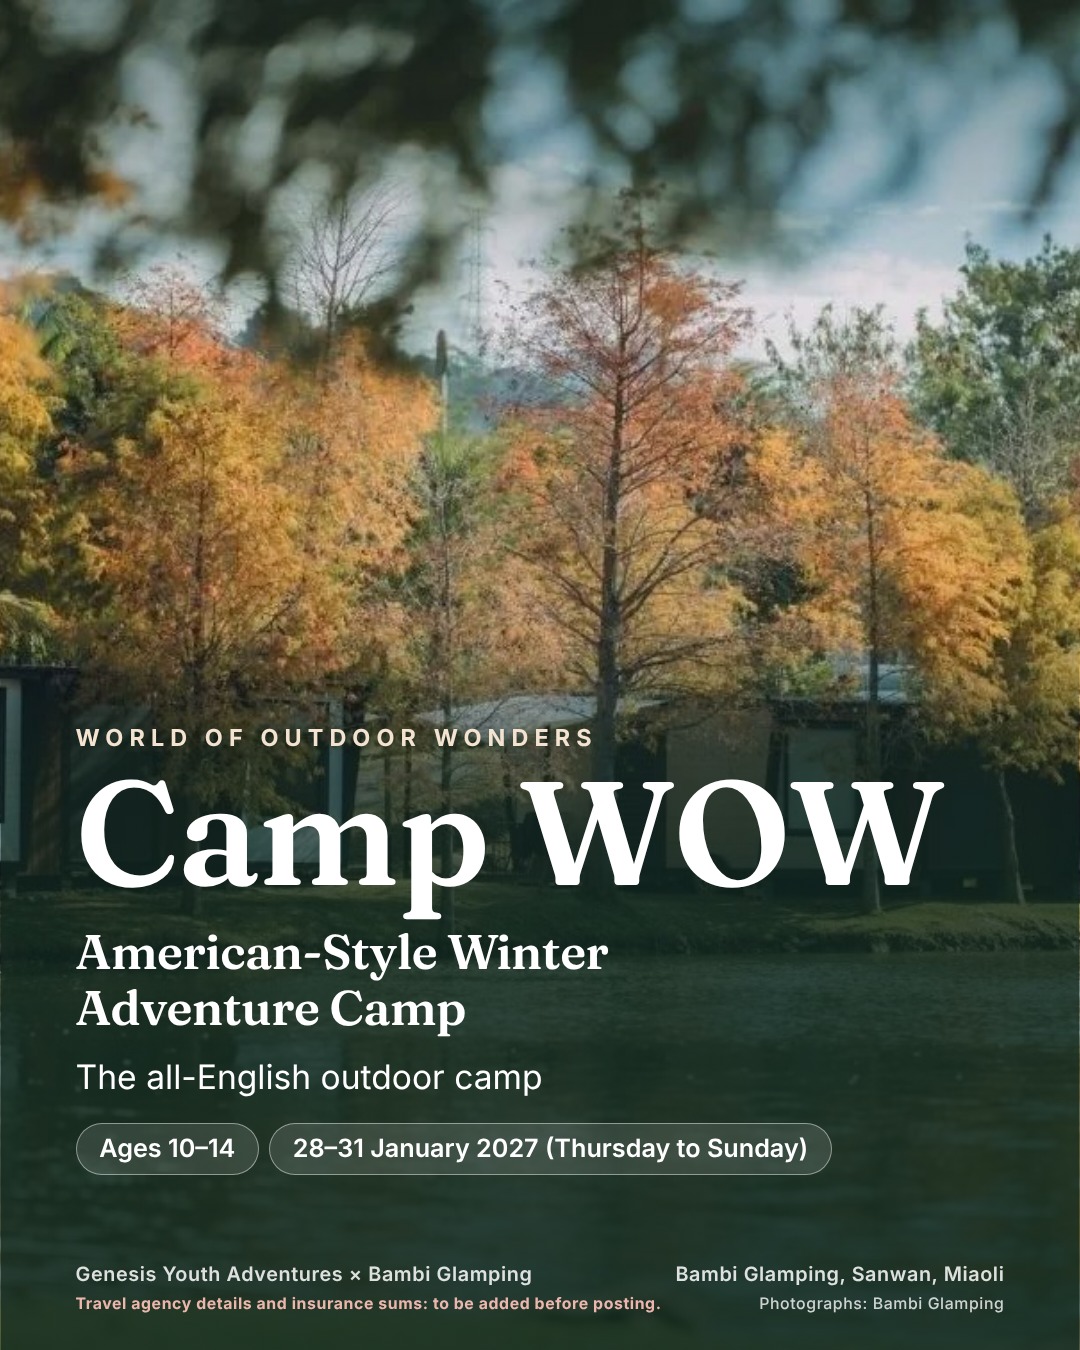 WORLD OF OUTDOOR WONDERS
Camp WOW
American-Style Winter
Adventure Camp
The all-English outdoor camp
Ages 10–14
28–31 January 2027 (Thursday to Sunday)
Genesis Youth Adventures × Bambi Glamping
Travel agency details and insurance sums: to be added before posting.
Bambi Glamping, Sanwan, Miaoli
Photographs: Bambi Glamping